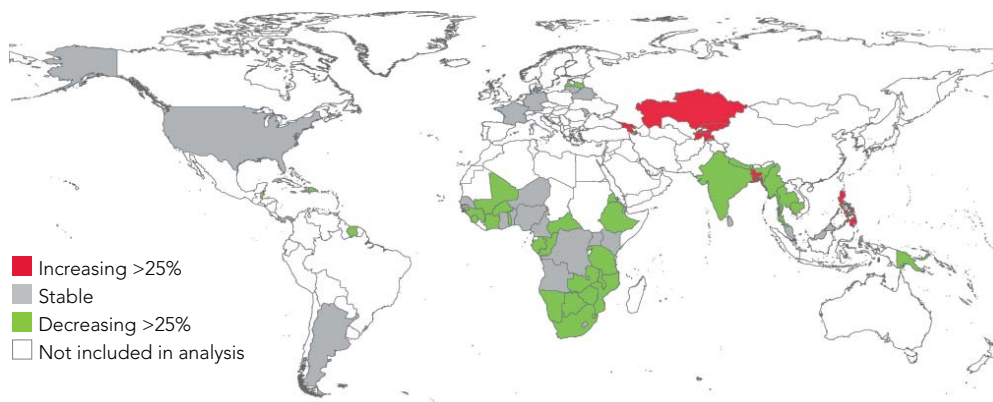 Increasing >25%
Stable
Decreasing >25%
Not included in analysis